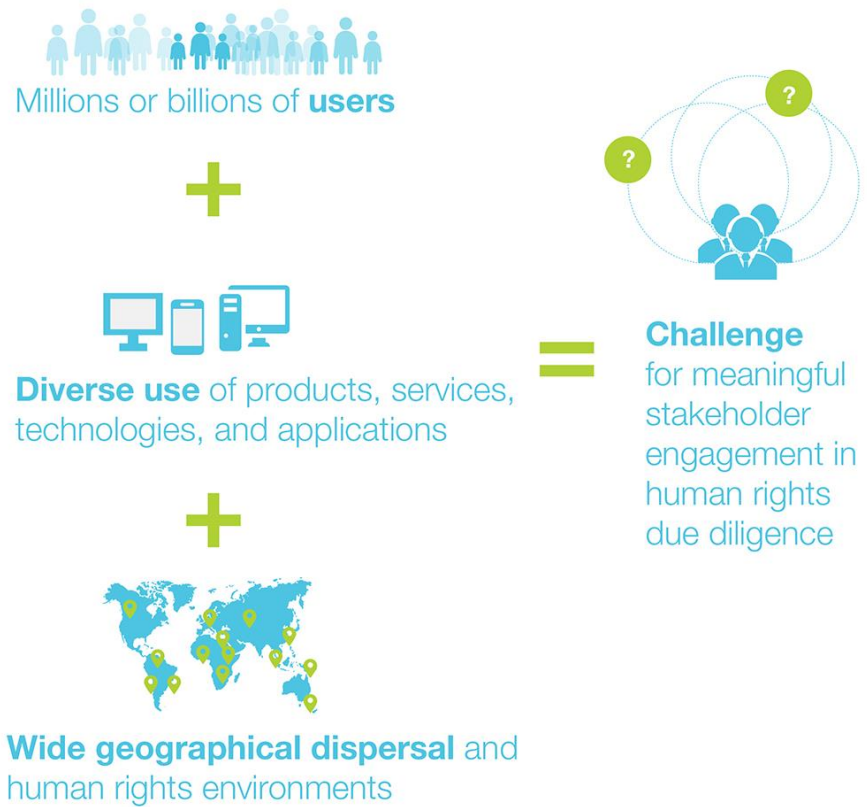 Millions or billions of users
+
Diverse use of products, services,
technologies, and applications
+
Wide geographical dispersal and
human rights environments
=
?
?
Challenge
for meaningful
stakeholder
engagement in
human rights
due diligence